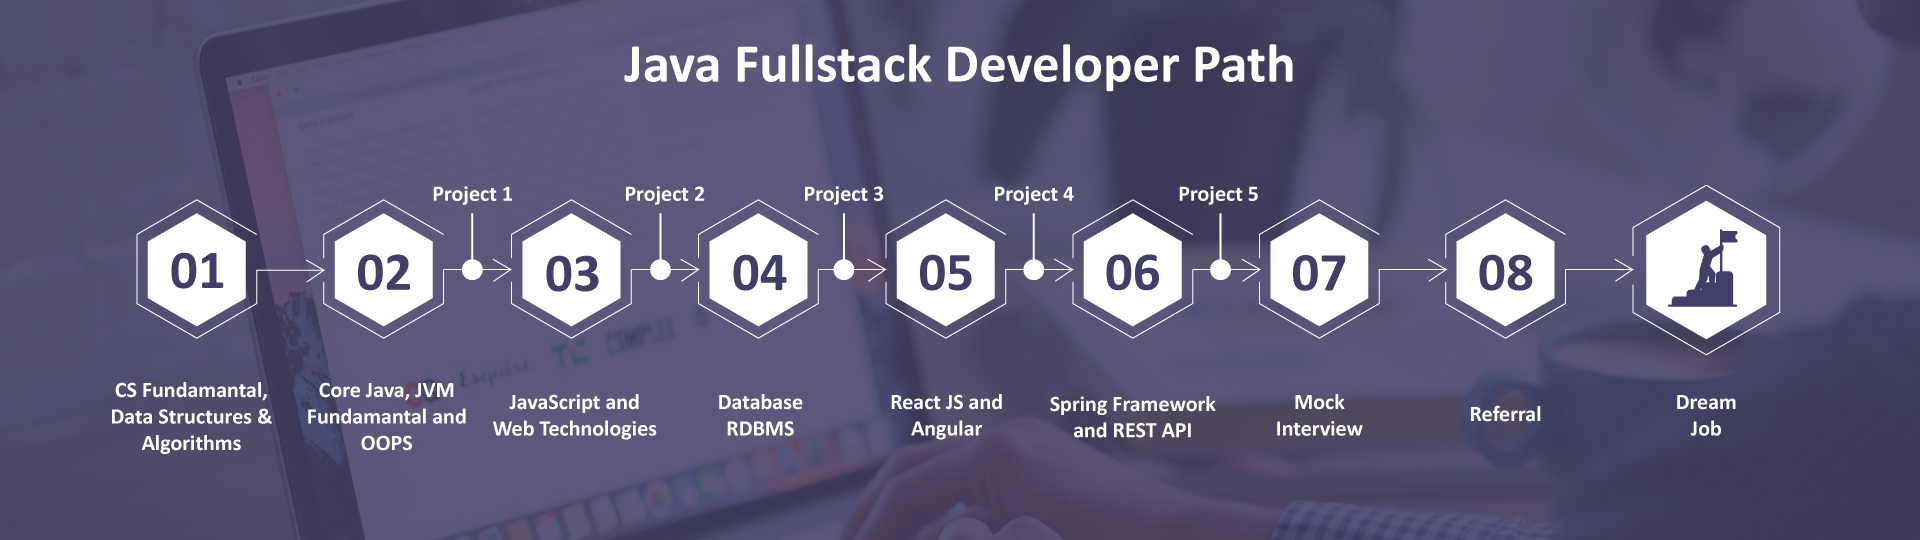 Java Fullstack Developer Path
Project 1
Project 2
Project 3
Project 4
Project 5
01
02
03
04
05
06
07
08
CS Fundamantal,
Data Structures &
Algorithms
Core Java, JVM
Fundamantal and
OOPS
JavaScript and
Web Technologies
Database
RDBMS
React JS and
Angular
Spring Framework
and REST API
Mock
Interview
Referral
Dream
Job
Esquire
TC